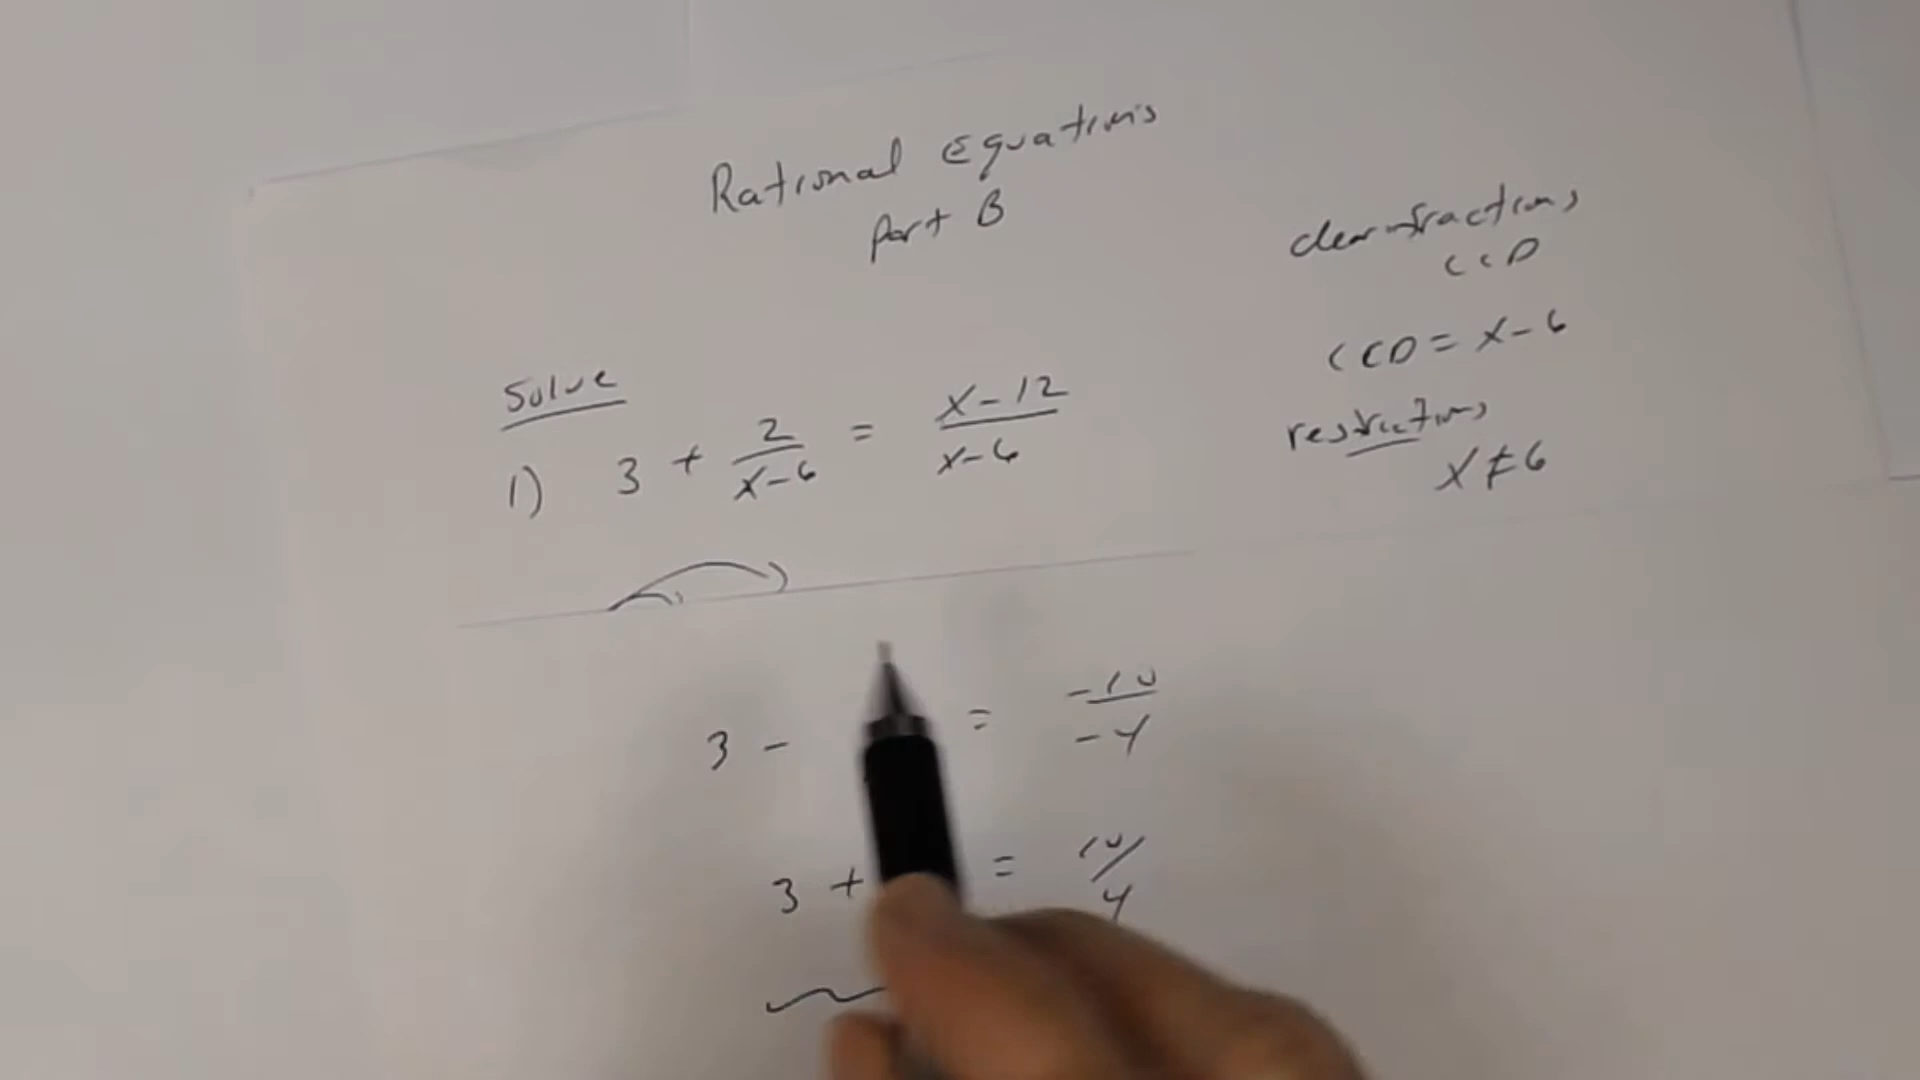 Rational Equations
Part B
clear fractions
LCD
LCD = x-6
restrictions
x ≠ 6
Solve
1) 3 + 2/(x-6) = (x-12)/(x-6)
3 - = -10/-4
3 + = 10/4